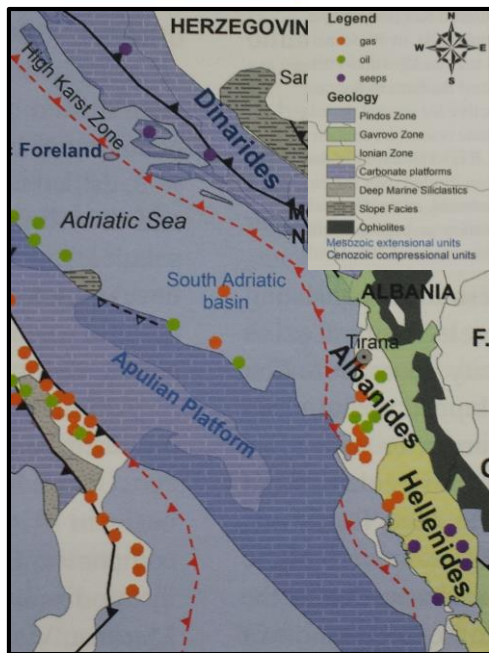 HERZEGOVIN
Sar
High Karst Zone
Dinarides
Foreland
Adriatic Sea
South Adriatic
basin
Apulian Platform
ALBANIA
Tirana
F.
Albanides
Hellenides
Legend
gas
oil
seeps
N
W
E
S
Geology
Pindos Zone
Gavrovo Zone
Ionian Zone
Carbonate platforms
Deep Marine Siliclastics
Slope Facies
Ophiolites
Mesozoic extensional units
Cenozoic compressional units